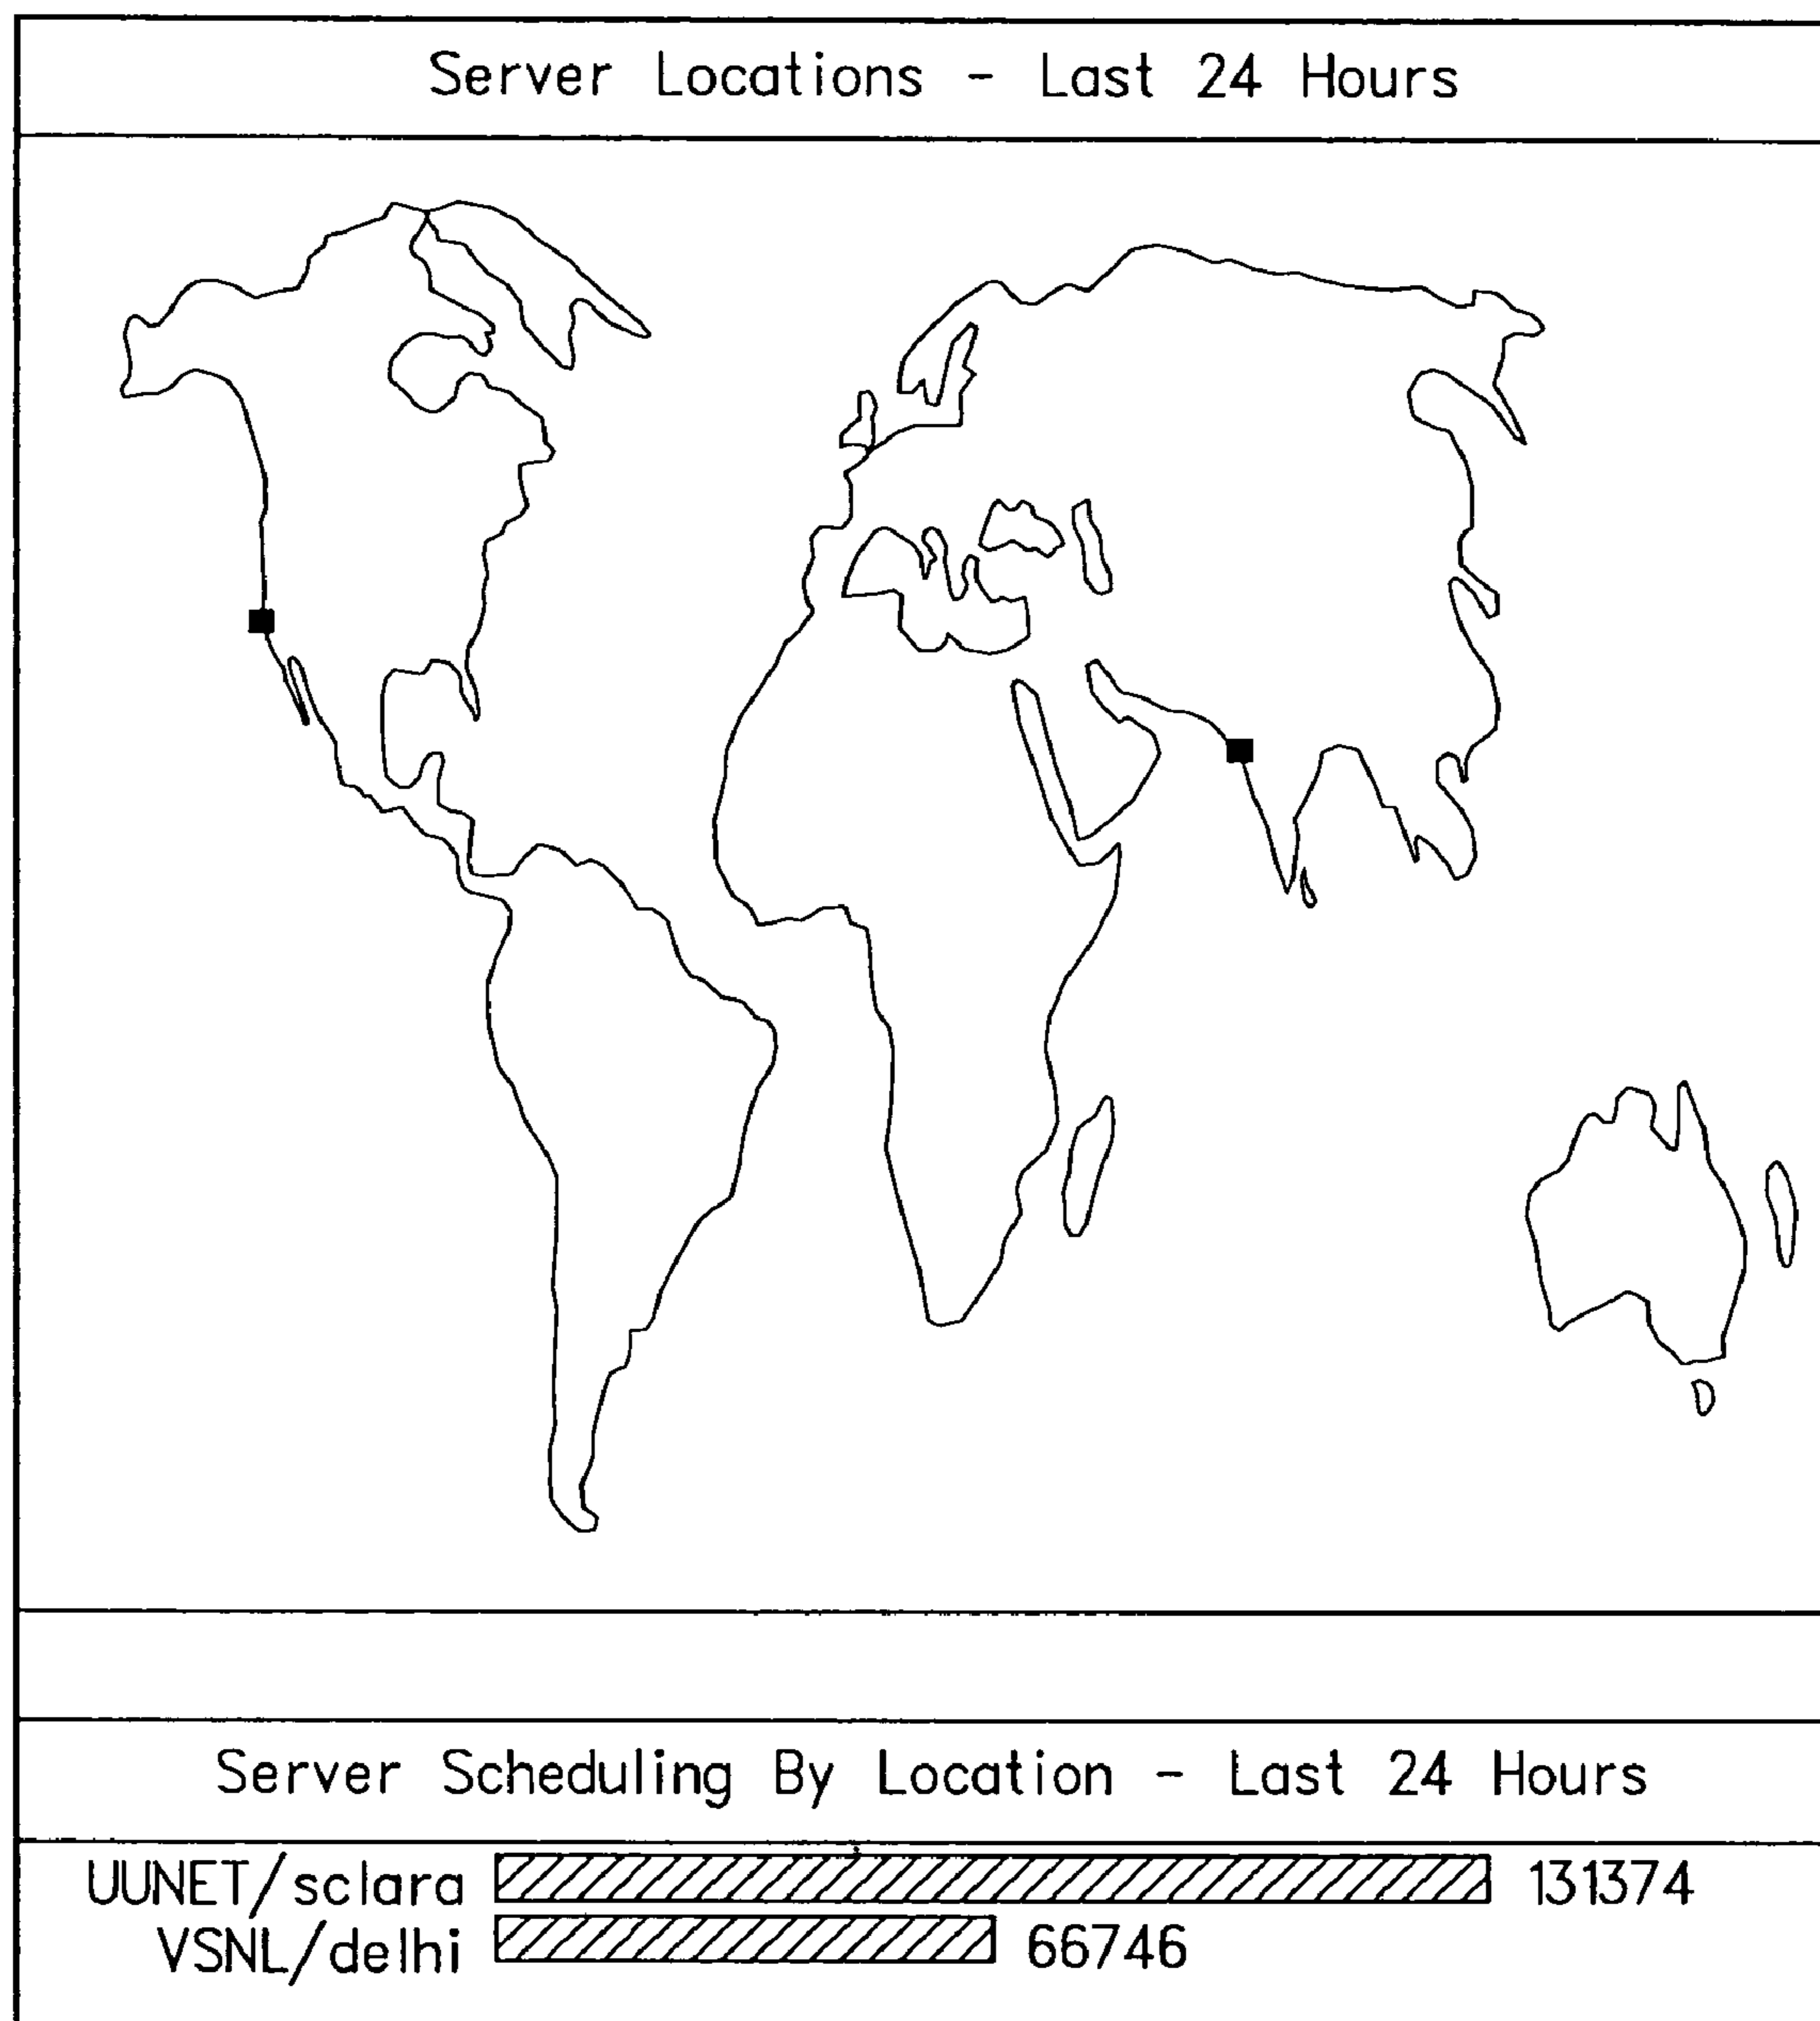 Server Locations - Last 24 Hours
Server Scheduling By Location - Last 24 Hours
UUNET/sclara 131374
VSNL/delhi 66746